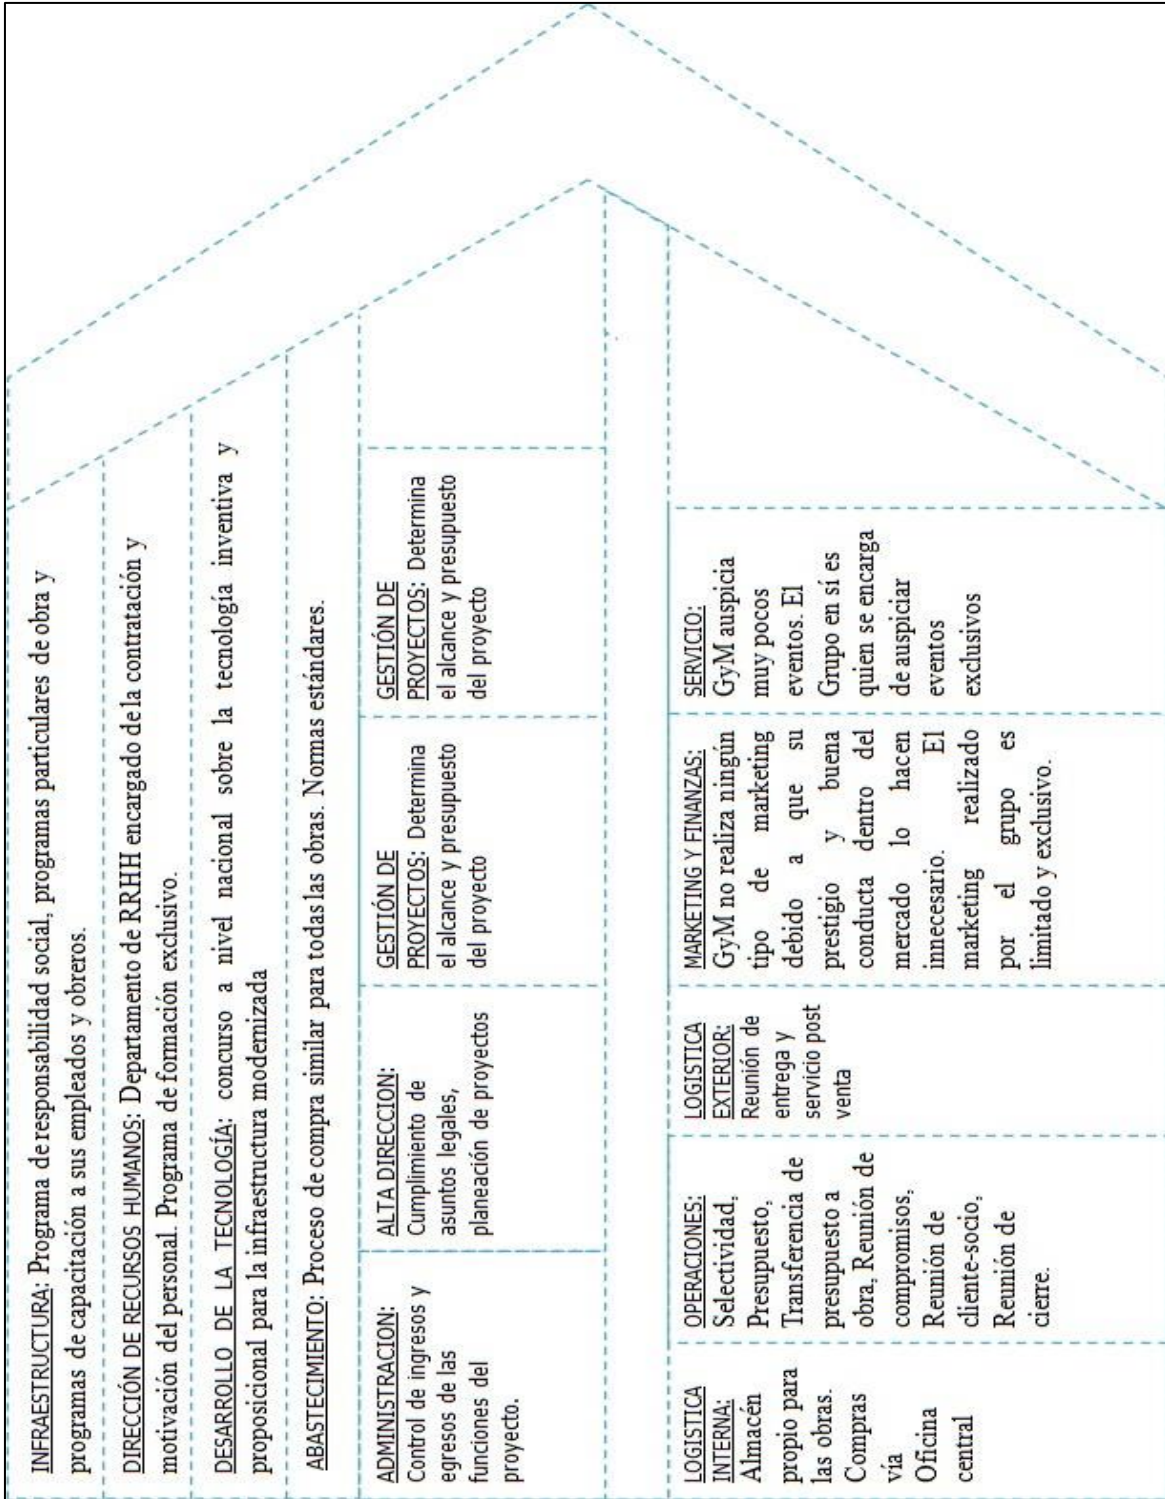 INFRAESTRUCTURA: Programa de responsabilidad social, programas particulares de obra y
programas de capacitación a sus empleados y obreros.
DIRECCIÓN DE RECURSOS HUMANOS: Departamento de RRHH encargado de la contratación y
motivación del personal. Programa de formación exclusivo.
DESARROLLO DE LA TECNOLOGÍA: concurso a nivel nacional sobre la tecnología inventiva y
proposicional para la infraestructura modernizada
ABASTECIMIENTO: Proceso de compra similar para todas las obras. Normas estándares.
ADMINISTRACION:
Control de ingresos y
egresos de las
funciones del
proyecto.
ALTA DIRECCION:
Cumplimiento de
asuntos legales,
planeación de proyectos
GESTIÓN DE
PROYECTOS: Determina
el alcance y presupuesto
del proyecto
GESTIÓN DE
PROYECTOS: Determina
el alcance y presupuesto
del proyecto
LOGISTICA
INTERNA:
Almacén
propio para
las obras.
Compras
vía
Oficina
central
OPERACIONES:
Selectividad,
Presupuesto,
Transferencia de
presupuesto a
obra, Reunión de
compromisos,
Reunión de
cliente-socio,
Reunión de
cierre.
LOGISTICA
EXTERIOR:
Reunión de
entrega y
servicio post
venta
MARKETING Y FINANZAS:
GyM no realiza ningún
tipo de marketing
debido a que su
prestigio y buena
conducta dentro del
mercado lo hacen
innecesario. El
marketing realizado
por el grupo es
limitado y exclusivo.
SERVICIO:
GyM auspicia
muy pocos
eventos. El
Grupo en sí es
quien se encarga
de auspiciar
eventos
exclusivos